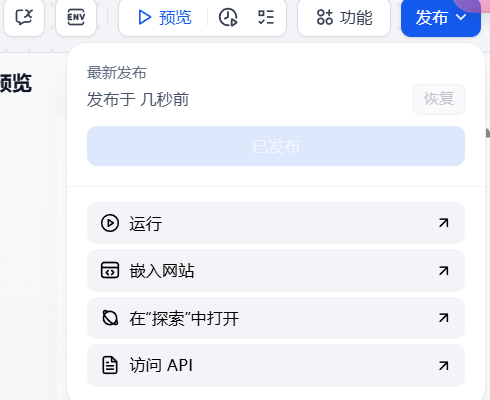 ENV
预览
功能
发布
预览
最新发布
发布于 几秒前
恢复
已发布
运行
嵌入网站
在“探索”中打开
访问 API